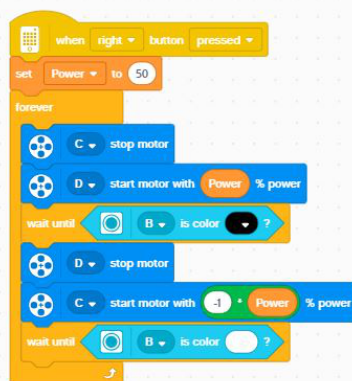 when right button pressed
set Power to 50
forever
C stop motor
D start motor with Power % power
wait until B is color ?
D stop motor
C start motor with -1 * Power % power
wait until B is color ?